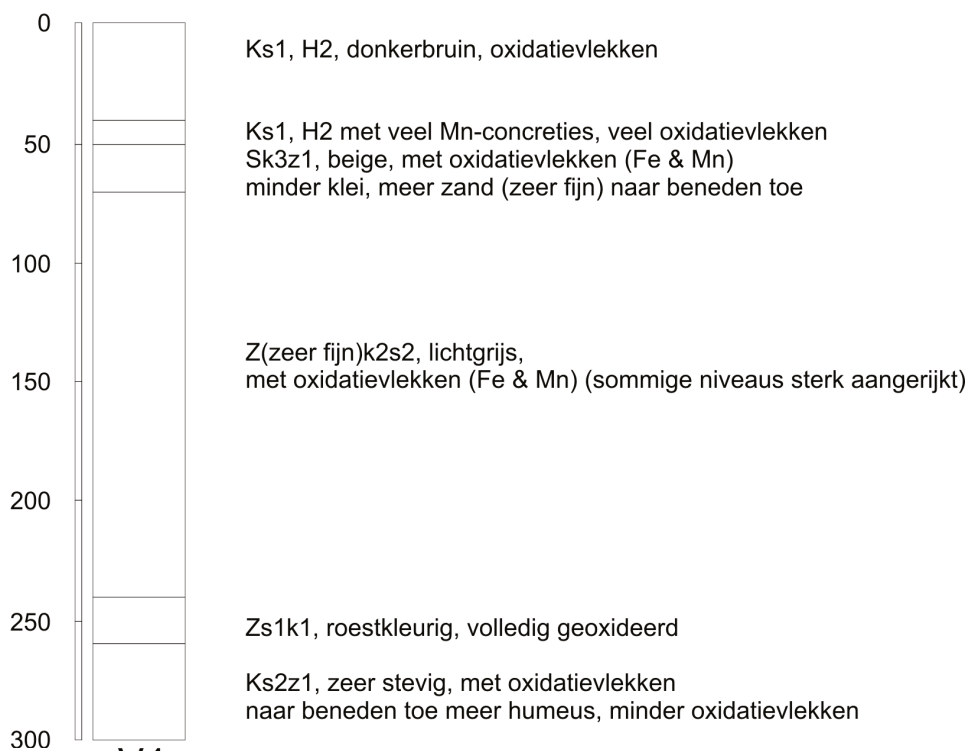 0
Ks1, H2, donkerbruin, oxidatievlekken
Ks1, H2 met veel Mn-concreties, veel oxidatievlekken
50
Sk3z1, beige, met oxidatievlekken (Fe & Mn)
minder klei, meer zand (zeer fijn) naar beneden toe
100
Z(zeer fijn)k2s2, lichtgrijs,
150
met oxidatievlekken (Fe & Mn) (sommige niveaus sterk aangerijkt)
200
250
Zs1k1, roestkleurig, volledig geoxideerd
Ks2z1, zeer stevig, met oxidatievlekken
naar beneden toe meer humeus, minder oxidatievlekken
300